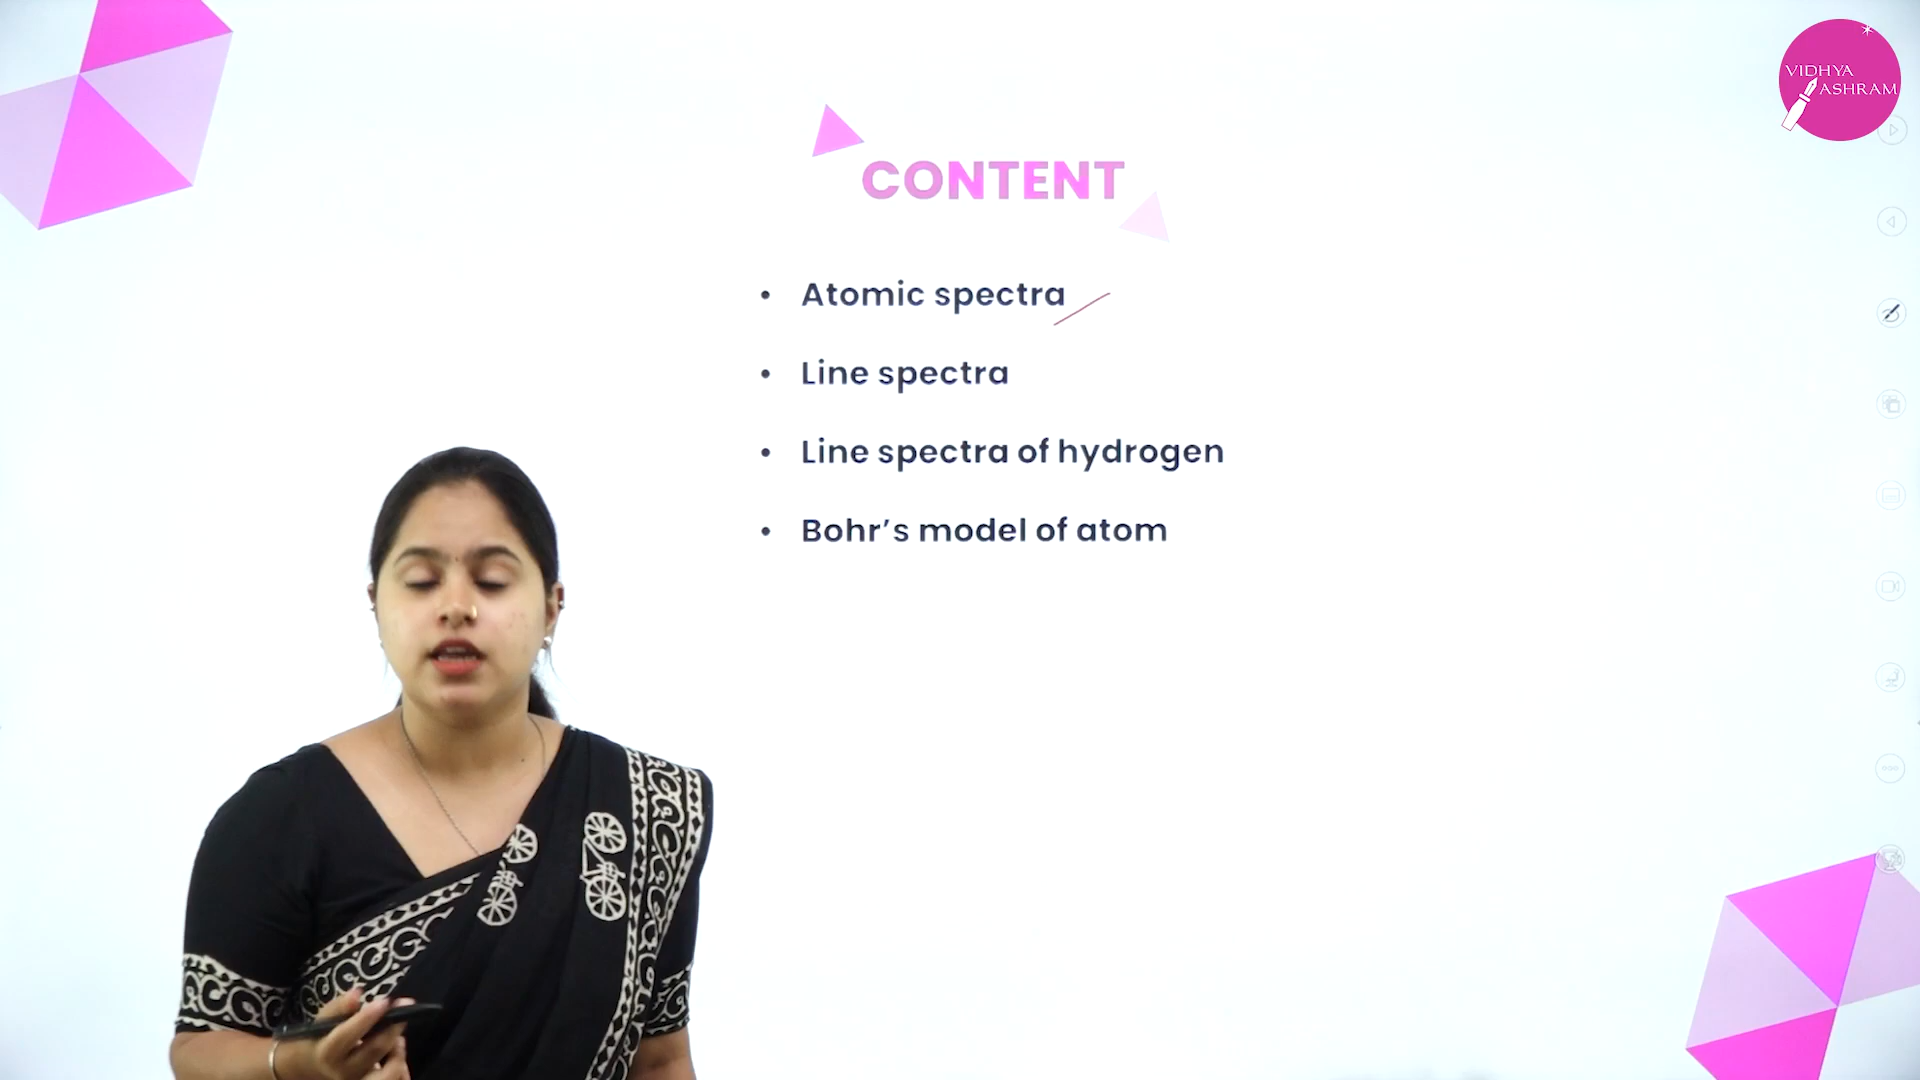 VIDHYA
ASHRAM
CONTENT
• Atomic spectra
• Line spectra
• Line spectra of hydrogen
• Bohr’s model of atom